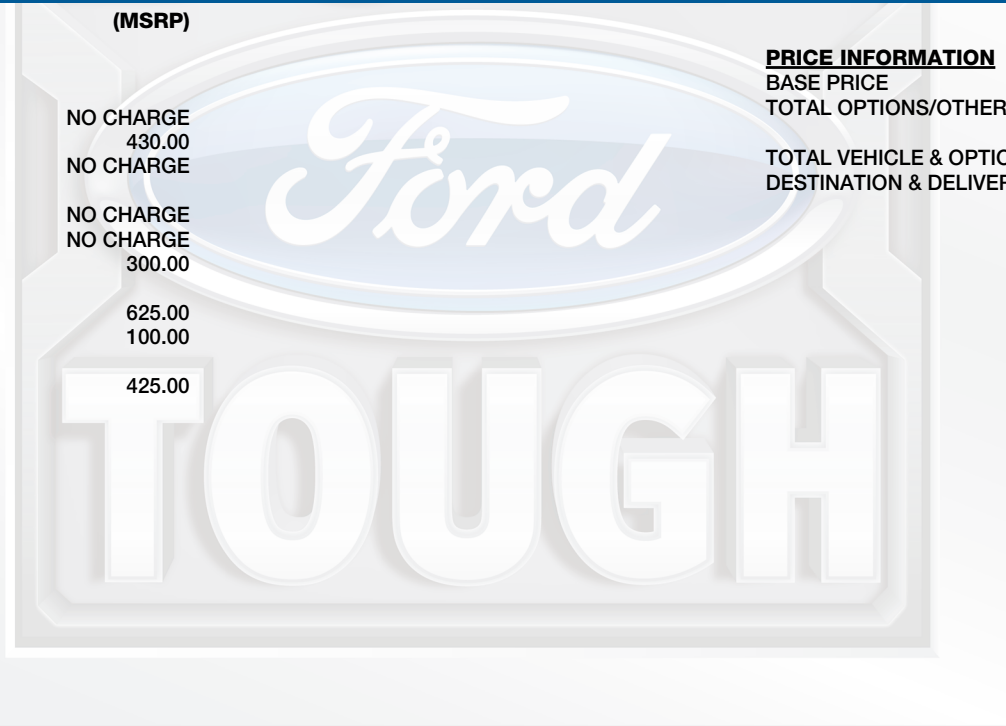 (MSRP)
NO CHARGE
430.00
NO CHARGE
NO CHARGE
NO CHARGE
300.00
625.00
100.00
425.00
PRICE INFORMATION
BASE PRICE
TOTAL OPTIONS/OTHER
TOTAL VEHICLE & OPTIO
DESTINATION & DELIVER
Ford
TOUGH